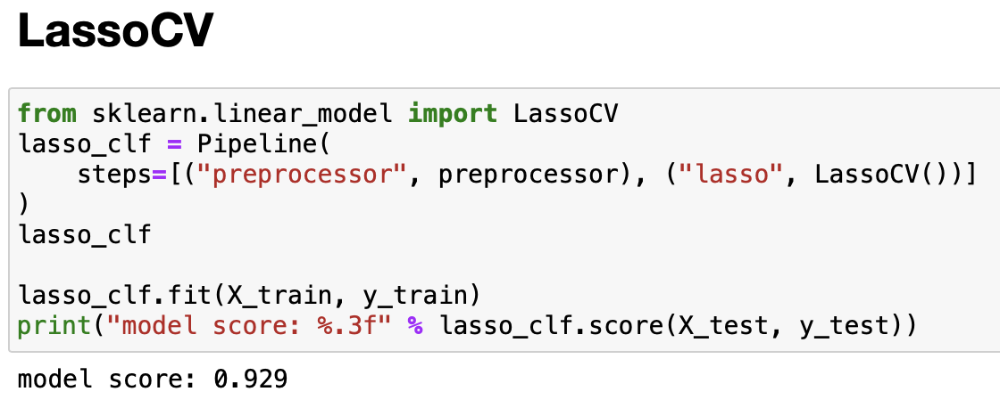 LassoCV
from sklearn.linear_model import LassoCV
lasso_clf = Pipeline(
    steps=[("preprocessor", preprocessor), ("lasso", LassoCV())]
)
lasso_clf
lasso_clf.fit(X_train, y_train)
print("model score: %.3f" % lasso_clf.score(X_test, y_test))
model score: 0.929